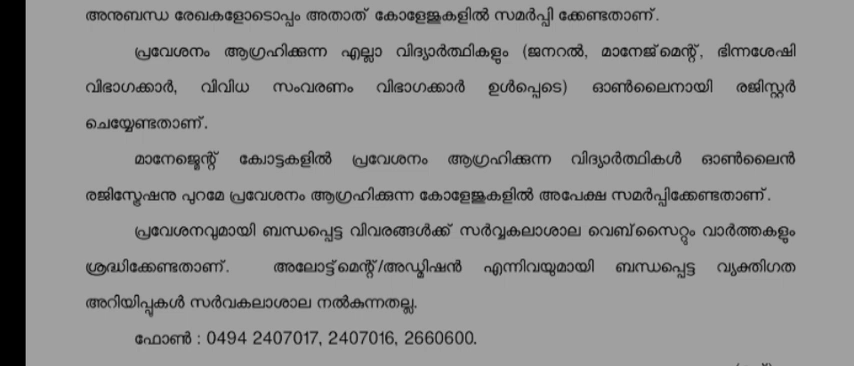 അനുബന്ധ രേഖകളോടൊപ്പം അതാത് കോളേജുകളിൽ സമർപ്പി ക്കേണ്ടതാണ്.
പ്രവേശനം ആഗ്രഹിക്കുന്ന എല്ലാ വിദ്യാർത്ഥികളും (ജനറൽ, മാനേജ്മെന്റ്, ഭിന്നശേഷി
വിഭാഗക്കാർ, വിവിധ സംവരണം വിഭാഗക്കാർ ഉൾപ്പെടെ) ഓൺലൈനായി രജിസ്റ്റർ
ചെയ്യേണ്ടതാണ്.
മാനേജ്മെന്റ് ക്വോട്ടകളിൽ പ്രവേശനം ആഗ്രഹിക്കുന്ന വിദ്യാർത്ഥികൾ ഓൺലൈൻ
രജിസ്ട്രേഷനു പുറമേ പ്രവേശനം ആഗ്രഹിക്കുന്ന കോളേജുകളിൽ അപേക്ഷ സമർപ്പിക്കേണ്ടതാണ്.
പ്രവേശനവുമായി ബന്ധപ്പെട്ട വിവരങ്ങൾക്ക് സർവ്വകലാശാല വെബ്സൈറ്റും വാർത്തകളും
ശ്രദ്ധിക്കേണ്ടതാണ്. അലോട്ട്മെന്റ്/അഡ്മിഷൻ എന്നിവയുമായി ബന്ധപ്പെട്ട വ്യക്തിഗത
അറിയിപ്പുകൾ സർവകലാശാല നൽകുന്നതല്ല.
ഫോൺ : 0494 2407017, 2407016, 2660600.